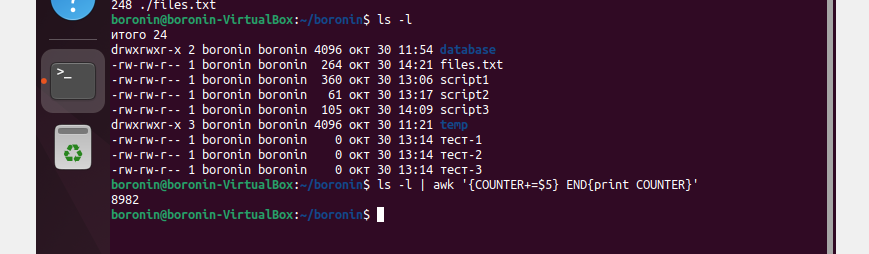 248 ./files.txt
boronin@boronin-VirtualBox:~/boronin$ ls -l
итого 24
drwxrwxr-x 2 boronin boronin 4096 окт 30 11:54 database
-rw-rw-r-- 1 boronin boronin  264 окт 30 14:21 files.txt
-rw-rw-r-- 1 boronin boronin  360 окт 30 13:06 script1
-rw-rw-r-- 1 boronin boronin   61 окт 30 13:17 script2
-rw-rw-r-- 1 boronin boronin  105 окт 30 14:09 script3
drwxrwxr-x 3 boronin boronin 4096 окт 30 11:21 temp
-rw-rw-r-- 1 boronin boronin    0 окт 30 13:14 тест-1
-rw-rw-r-- 1 boronin boronin    0 окт 30 13:14 тест-2
-rw-rw-r-- 1 boronin boronin    0 окт 30 13:14 тест-3
boronin@boronin-VirtualBox:~/boronin$ ls -l | awk '{COUNTER+=$5} END{print COUNTER}'
8982
boronin@boronin-VirtualBox:~/boronin$